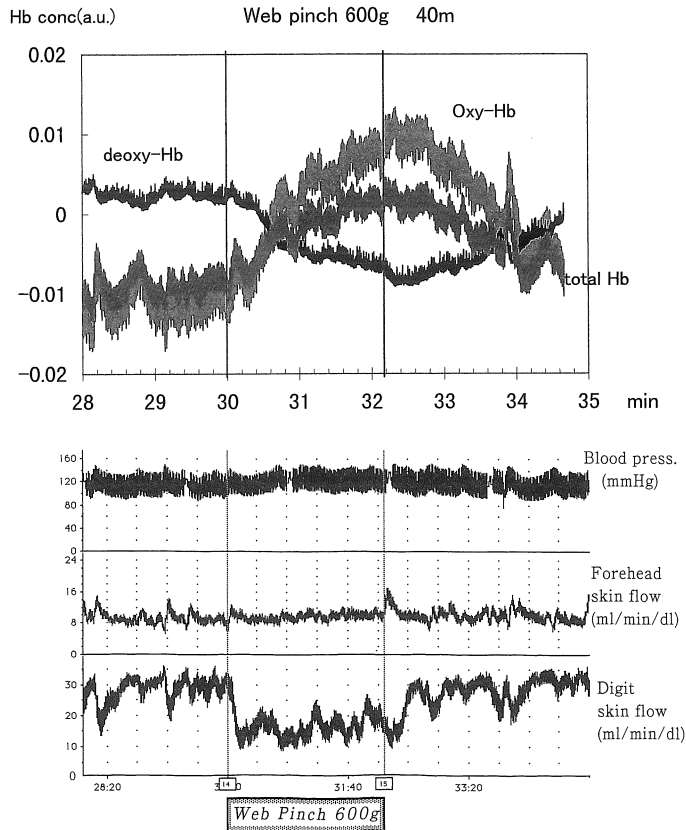 Hb conc(a.u.) Web pinch 600g 40m
0.02
0.01
0
-0.01
-0.02
deoxy-Hb
Oxy-Hb
total Hb
28 29 30 31 32 33 34 35 min
160
120
80
40
0
Blood press.
(mmHg)
24
16
8
0
Forehead
skin flow
(ml/min/dl)
30
20
10
0
Digit
skin flow
(ml/min/dl)
28:20 14 31:40 15 33:20
Web Pinch 600g